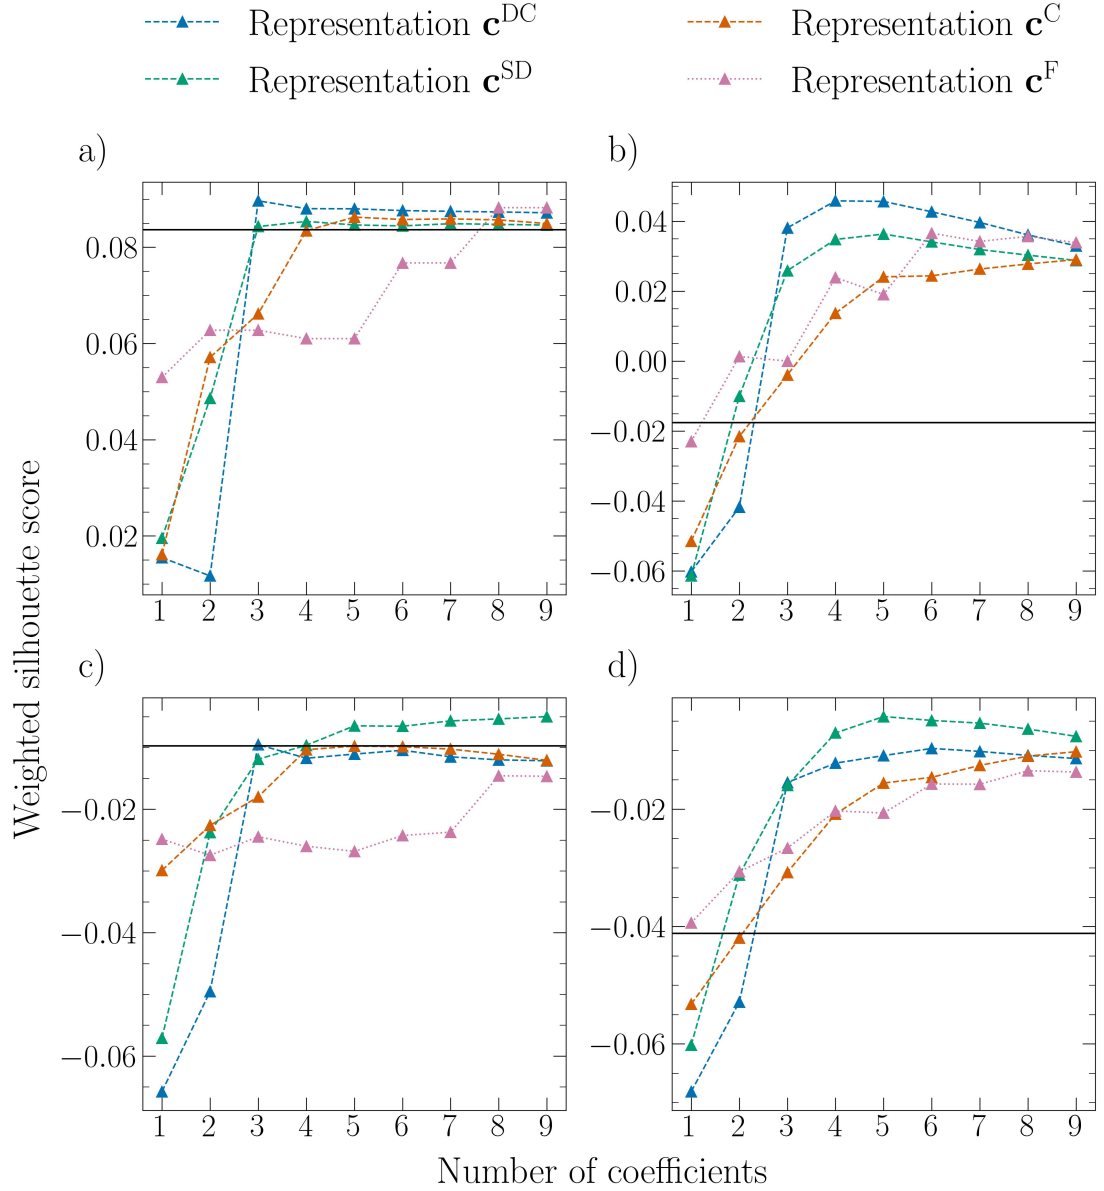 Representation c^DC
Representation c^C
Representation c^SD
Representation c^F
a)
b)
0.08
0.06
0.04
0.02
1 2 3 4 5 6 7 8 9
0.04
0.02
0.00
−0.02
−0.04
−0.06
1 2 3 4 5 6 7 8 9
c)
d)
−0.02
−0.04
−0.06
1 2 3 4 5 6 7 8 9
−0.02
−0.04
−0.06
1 2 3 4 5 6 7 8 9
Weighted silhouette score
Number of coefficients